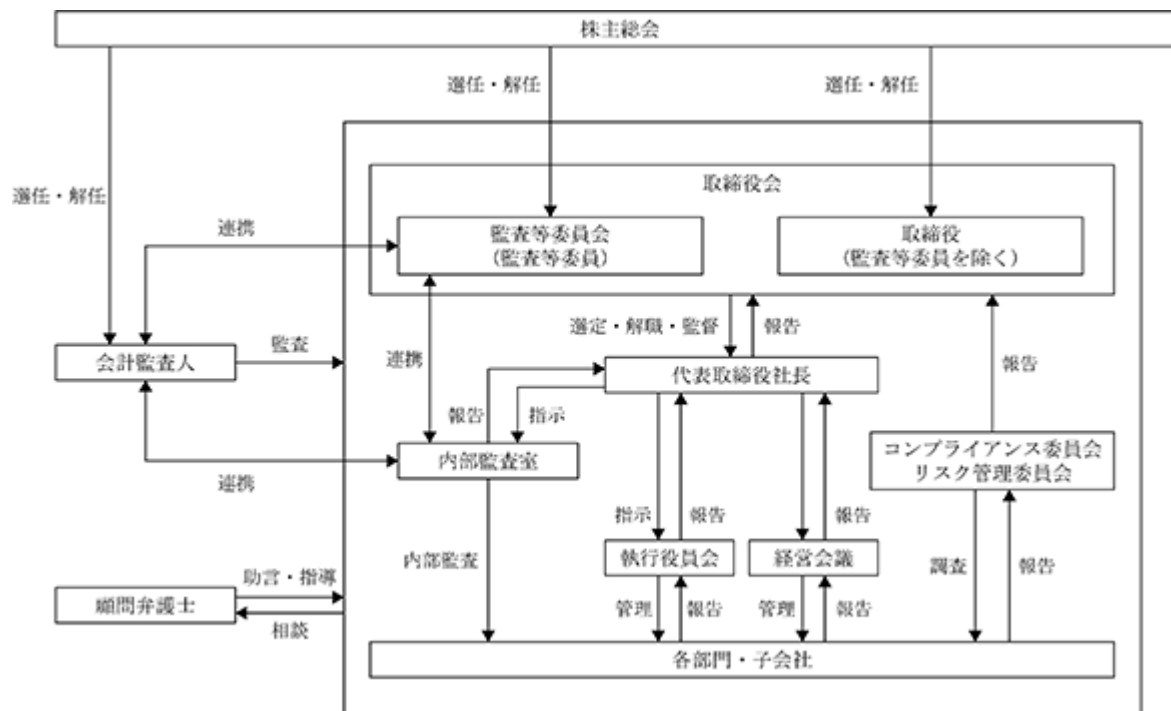 株主総会
選任・解任
選任・解任
選任・解任
取締役会
監査等委員会
(監査等委員)
取締役
(監査等委員を除く)
連携
選定・解職・監督
報告
会計監査人
監査
連携
代表取締役社長
報告
報告
指示
内部監査室
コンプライアンス委員会
リスク管理委員会
連携
指示
報告
報告
執行役員会
経営会議
内部監査
調査
報告
助言・指導
顧問弁護士
相談
管理
報告
管理
報告
各部門・子会社